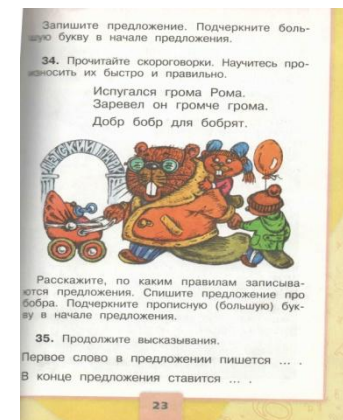 Запишите предложение. Подчеркните боль-
шую букву в начале предложения.
34. Прочитайте скороговорки. Научитесь про-
износить их быстро и правильно.
Испугался грома Рома.
Заревел он громче грома.
Добр бобр для бобрят.
ДЕТСКИЙ
Расскажите, по каким правилам записыва-
ются предложения. Спишите предложение про
бобра. Подчеркните прописную (большую) бук-
ву в начале предложения.
35. Продолжите высказывания.
Первое слово в предложении пишется ... .
В конце предложения ставится ... .
23